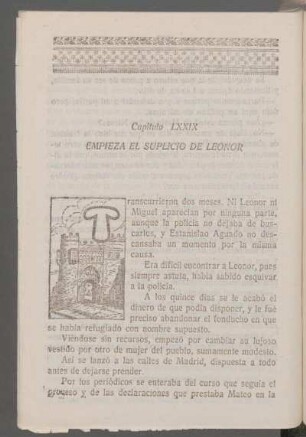 Capítulo LXXIX
EMPIEZA EL SUPLICIO DE LEONOR
Transcurrieron dos meses. Ni Leonor ni
Miguel aparecían por ninguna parte,
aunque la policía no dejaba de bus-
carlos, y Estanislao Agundo no des-
cansaba un momento por la misma
causa.
Era difícil encontrar a Leonor, pues
siempre astuta, había sabido esquivar
a la policía.
A los quince días se le acabó el
dinero de que podía disponer, y le fué
preciso abandonar el en que
se había refugiado con nombre supuesto.
Viéndose sin recursos, empezó por cambiar su lujoso
vestido por otro de mujer del pueblo, sumamente modesto.
Así se lanzó a las calles de Madrid, dispuesta a todo
antes de dejarse prender.
Por los periódicos se enteraba del curso que seguía el
proceso y de las declaraciones que prestaba Mateo en la